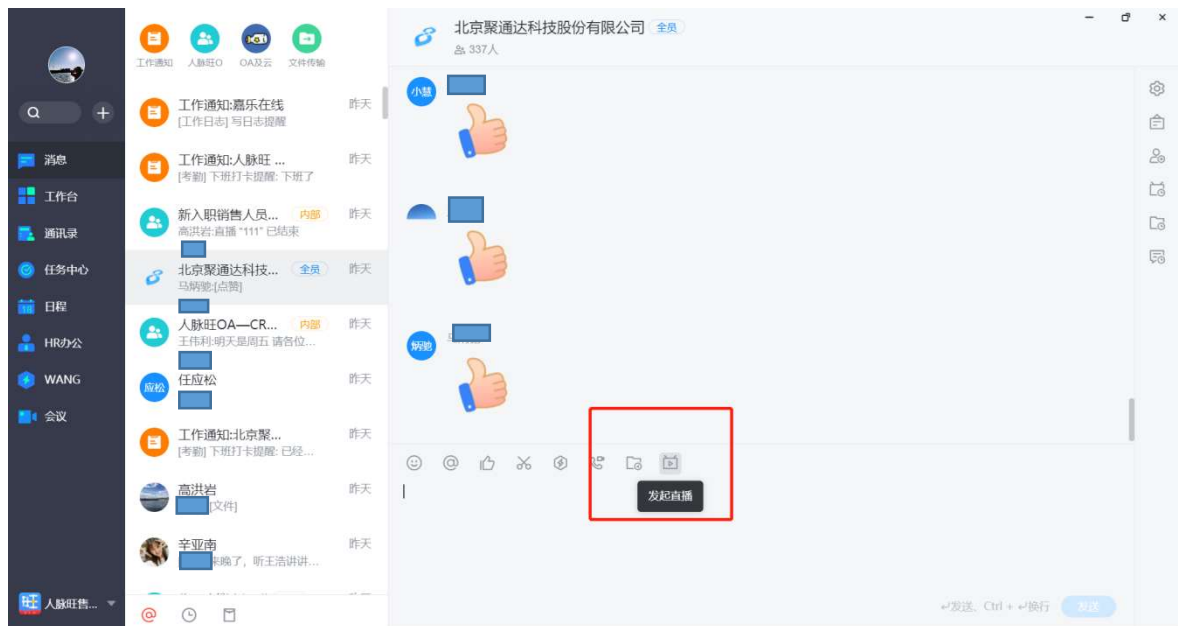 消息
工作台
通讯录
任务中心
日程
HR办公
WANG
会议
人脉旺售...
工作通知
人脉旺O
OA及云
文件传输
工作通知:嘉乐在线
昨天
[工作日志] 写日志提醒
工作通知:人脉旺 ...
昨天
[考勤] 下班打卡提醒: 下班了
新入职销售人员...
内部
昨天
高洪岩:直播 "111" 已结束
北京聚通达科技...
全员
昨天
马炳驰:[点赞]
人脉旺OA—CR...
内部
昨天
王伟利:明天是周五 请各位...
应松
任应松
昨天
工作通知:北京聚...
昨天
[考勤] 下班打卡提醒: 已经...
高洪岩
昨天
[文件]
辛亚南
昨天
来晚了，听王浩讲讲...
北京聚通达科技股份有限公司
全员
337人
小慧
炳驰
发起直播
↵发送, Ctrl + ↵换行
发送